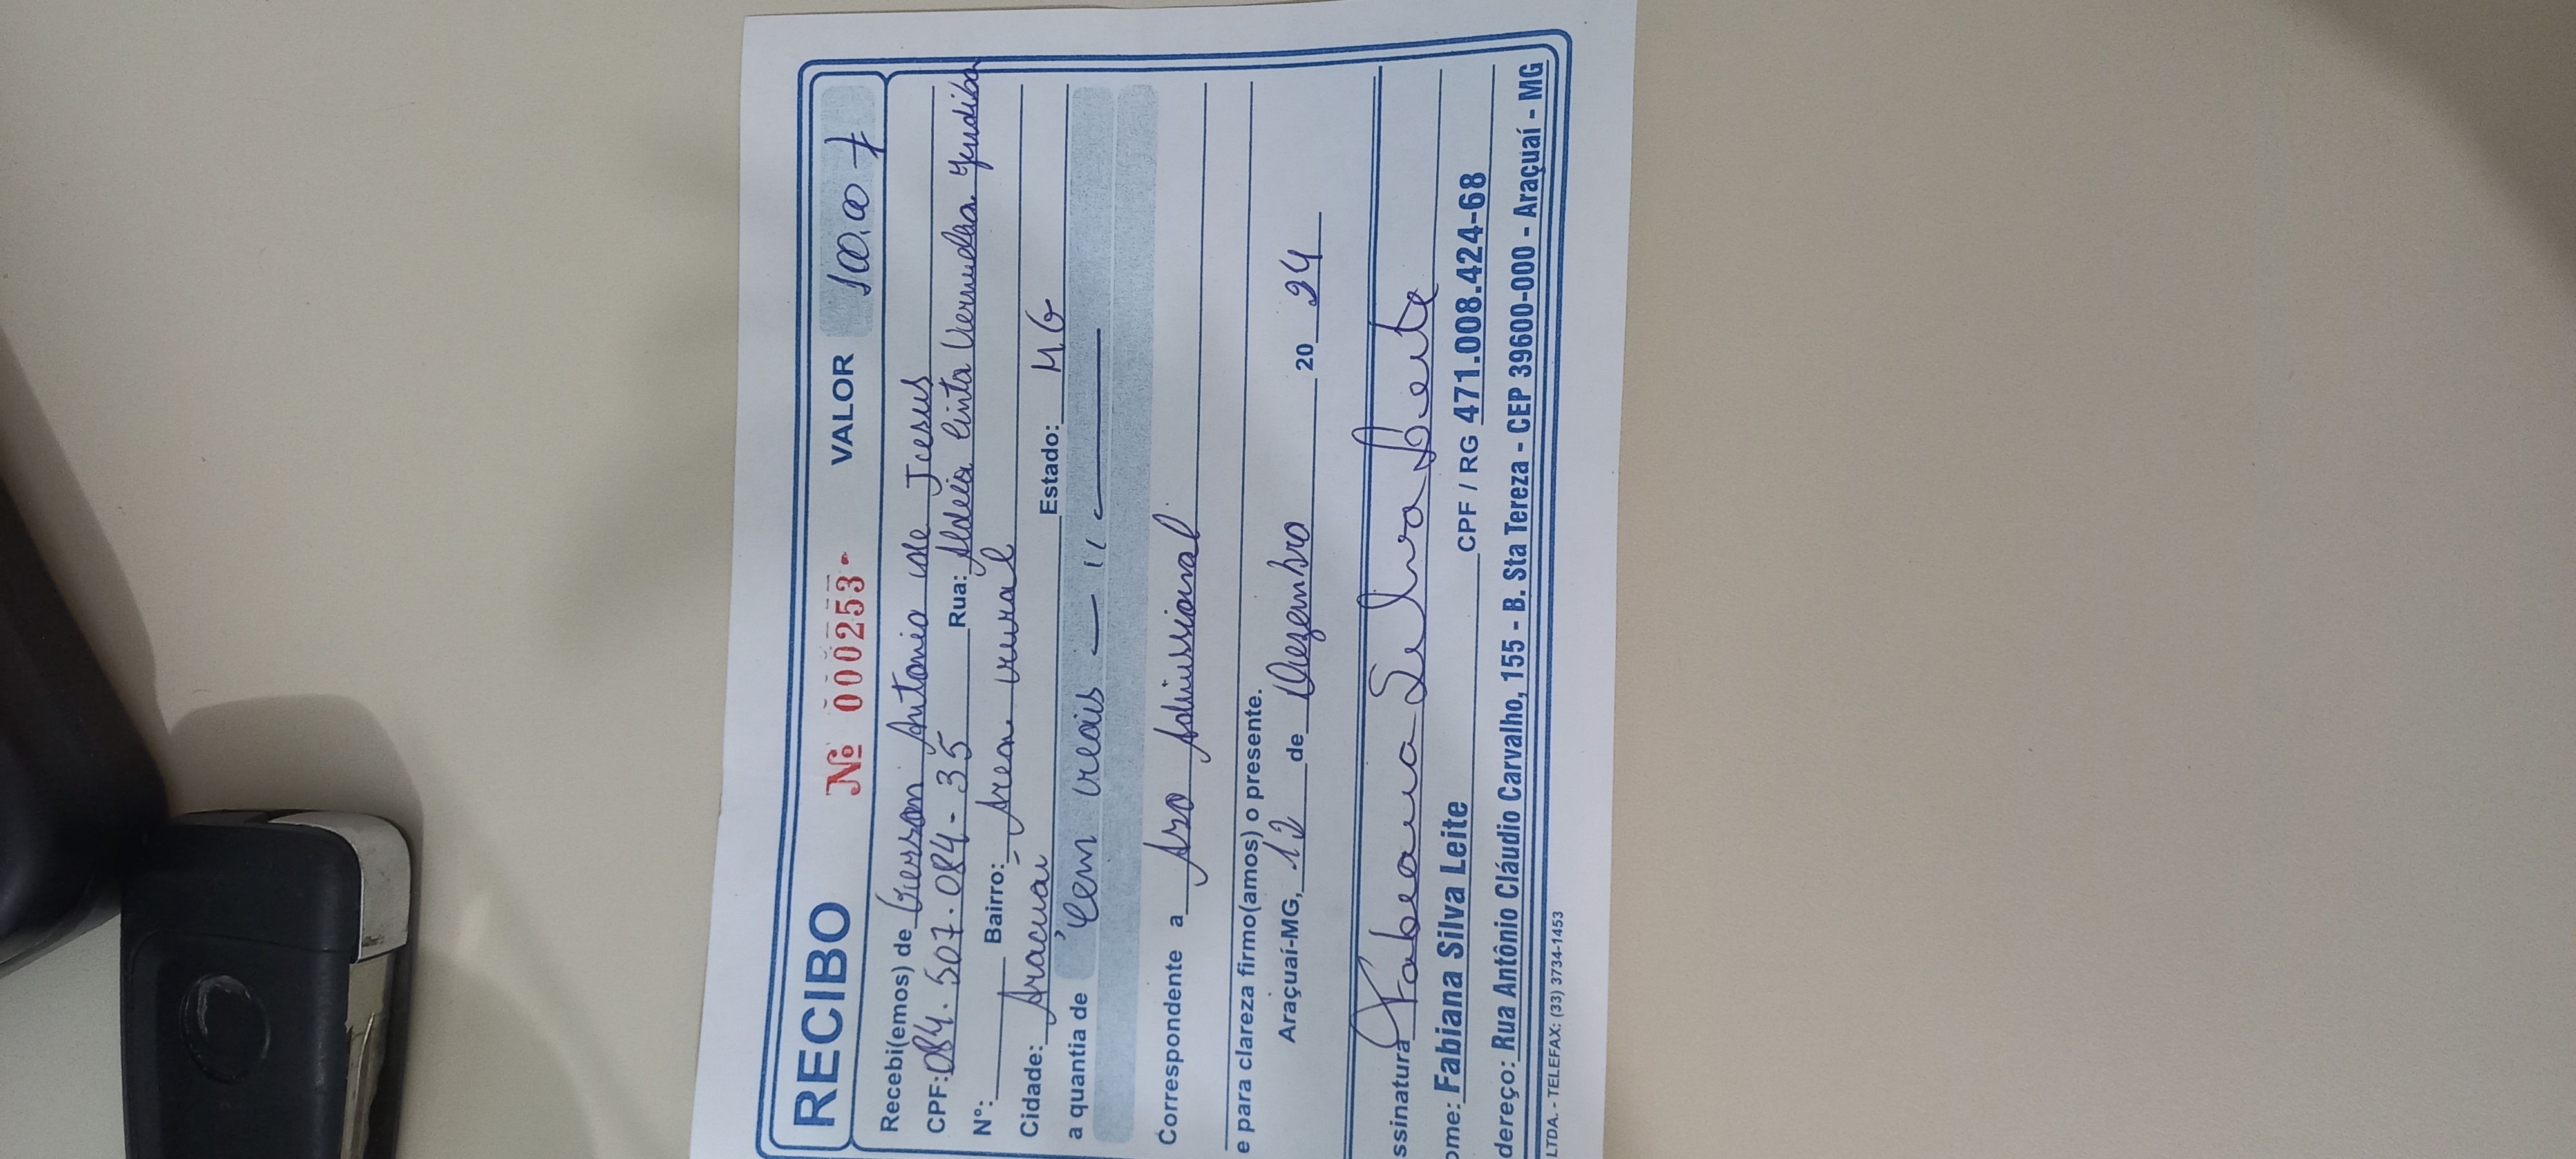 RECIBO Nº 000253 VALOR 100,00
Recebi(emos) de Gerson Antonio de Jesus
CPF: 084.507.084-35 Rua: Aldeia Cinta Vermelha Jundiba
Nº: Bairro: Area rural
Cidade: Araçuai Estado: MG
a quantia de Cem reais
Correspondente a Aso Admissional
e para clareza firmo(amos) o presente.
Araçuaí-MG, 12 de Dezembro 20 24
ssinatura Fabiana Silva Leite
ome: Fabiana Silva Leite CPF / RG 471.008.424-68
dereço: Rua Antônio Cláudio Carvalho, 155 - B. Sta Tereza - CEP 39600-000 - Araçuaí - MG
LTDA. - TELEFAX: (33) 3734-1453